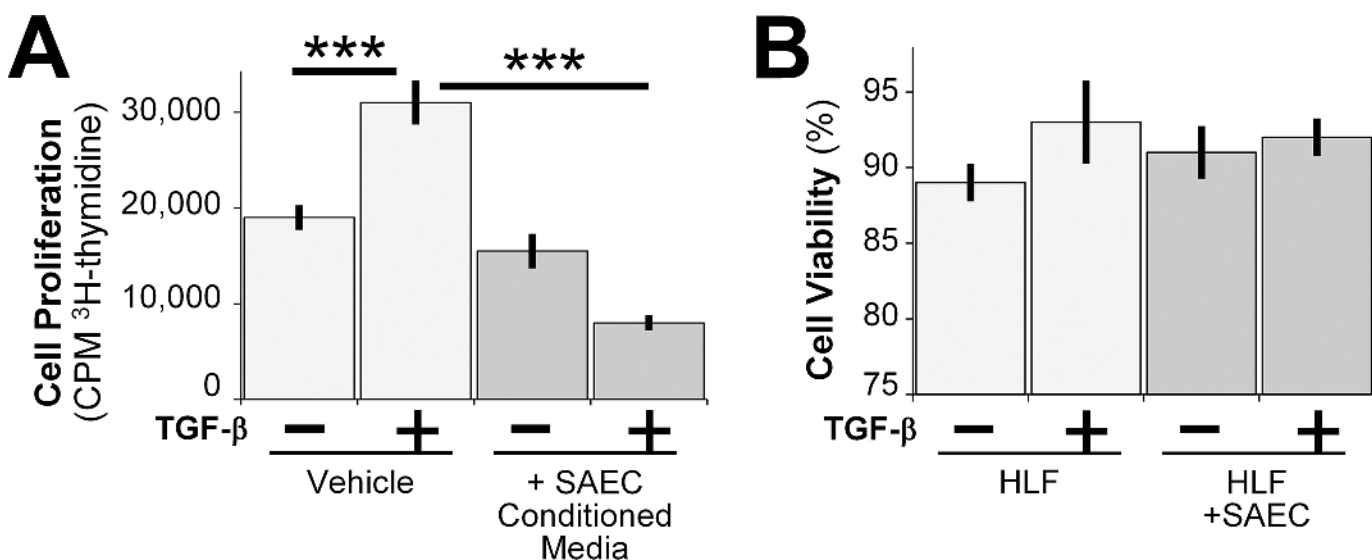 A
***
***
Cell Proliferation
(CPM ³H-thymidine)
30,000
20,000
10,000
0
TGF-β − + − +
Vehicle
+ SAEC
Conditioned
Media
B
Cell Viability (%)
95
90
85
80
75
TGF-β − + − +
HLF
HLF
+SAEC